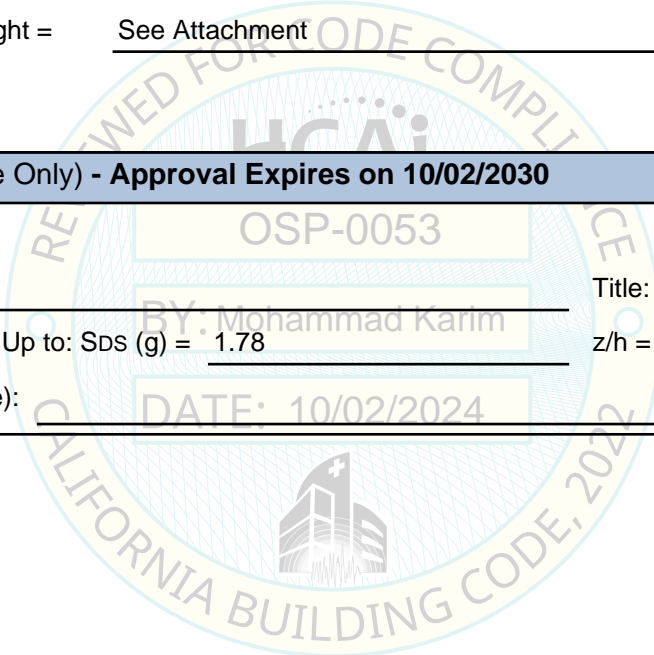 ght = See Attachment
REVIEWED FOR CODE COMPLIANCE
HCAi
e Only) - Approval Expires on 10/02/2030
OSP-0053
Title:
BY: Mohammad Karim
Up to: SDS (g) = 1.78 z/h =
e):
DATE: 10/02/2024
CALIFORNIA BUILDING CODE, 2022